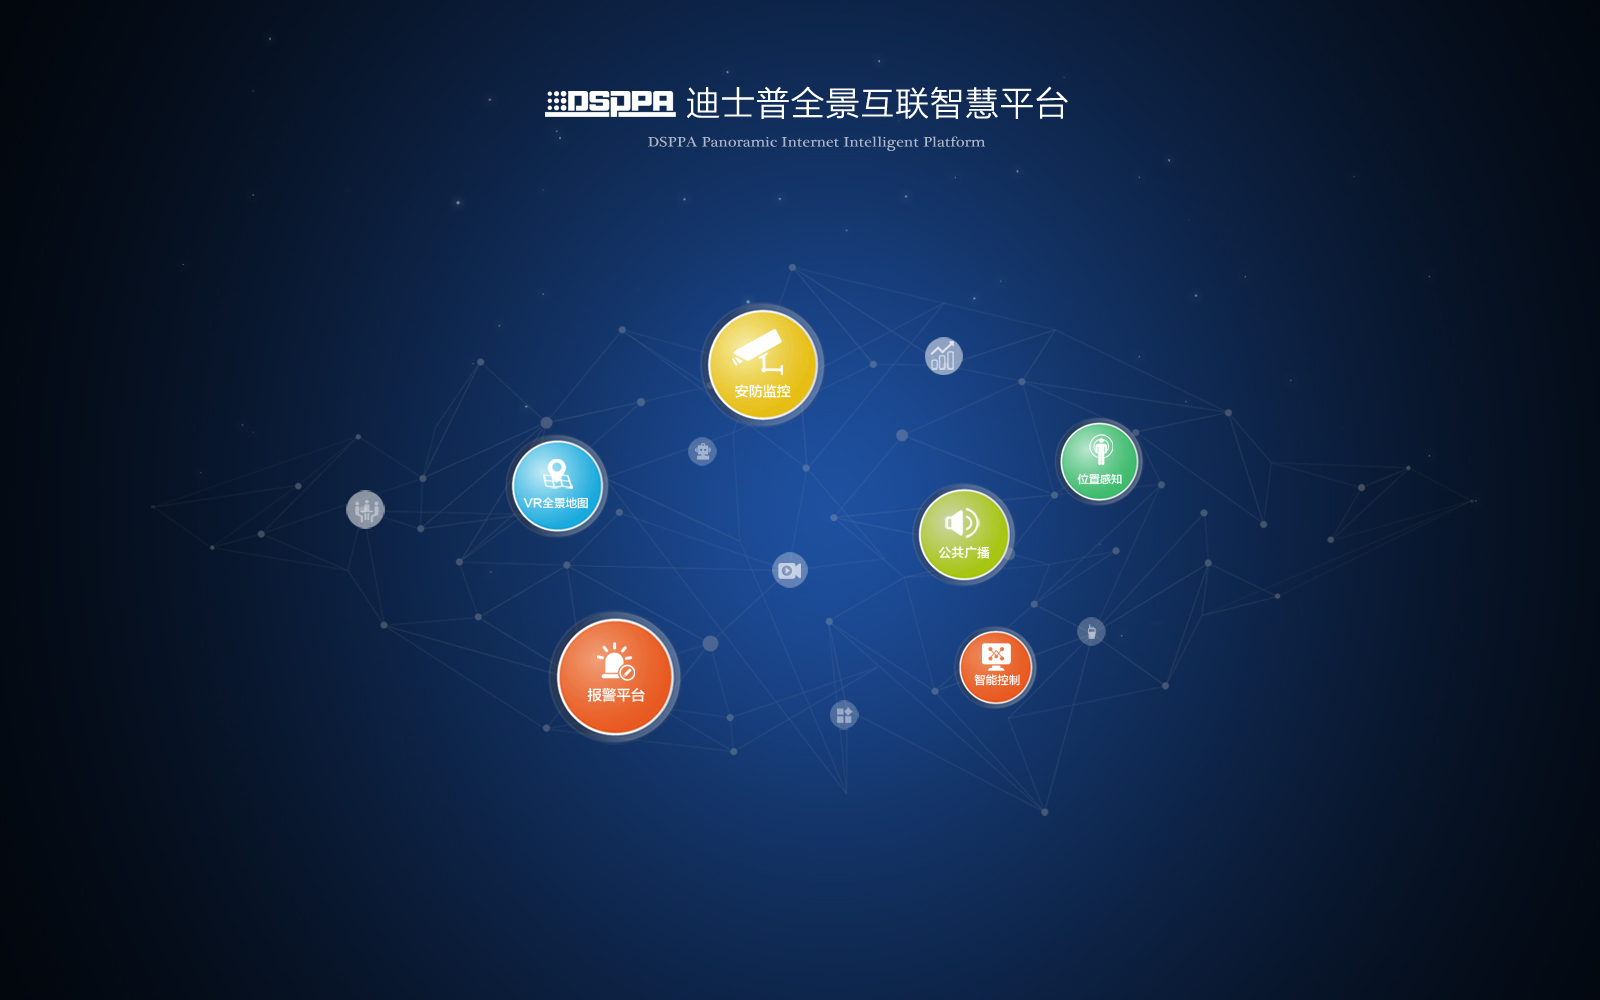 DSPPA 迪士普全景互联智慧平台
DSPPA Panoramic Internet Intelligent Platform
安防监控
位置感知
VR全景地图
公共广播
智能控制
报警平台